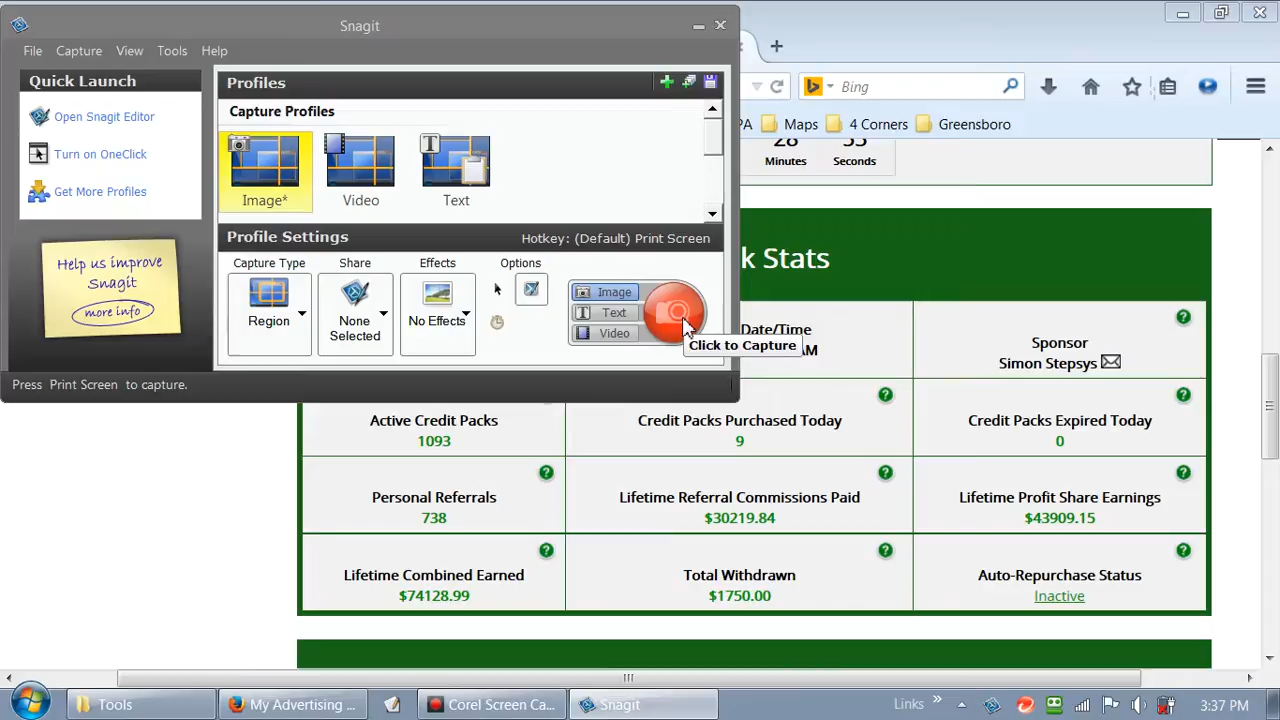 Snagit
File Capture View Tools Help
Quick Launch
Open Snagit Editor
Turn on OneClick
Get More Profiles
Help us improve
Snagit
more info
Profiles
Capture Profiles
Image* Video Text
Profile Settings
Hotkey: (Default) Print Screen
Capture Type Share Effects Options
Region
None
Selected
No Effects
Image
Text
Video
Click to Capture
Press Print Screen to capture.
Bing
PA Maps 4 Corners Greensboro
Minutes Seconds
k Stats
Date/Time
AM
Sponsor
Simon Stepsys
Active Credit Packs
1093
Credit Packs Purchased Today
9
Credit Packs Expired Today
0
Personal Referrals
738
Lifetime Referral Commissions Paid
$30219.84
Lifetime Profit Share Earnings
$43909.15
Lifetime Combined Earned
$74128.99
Total Withdrawn
$1750.00
Auto-Repurchase Status
Inactive
Tools
My Advertising ...
Corel Screen Ca...
Snagit
Links
3:37 PM